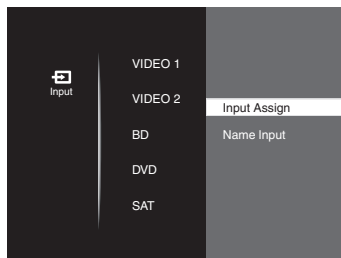 Input
VIDEO 1
VIDEO 2
BD
DVD
SAT
Input Assign
Name Input